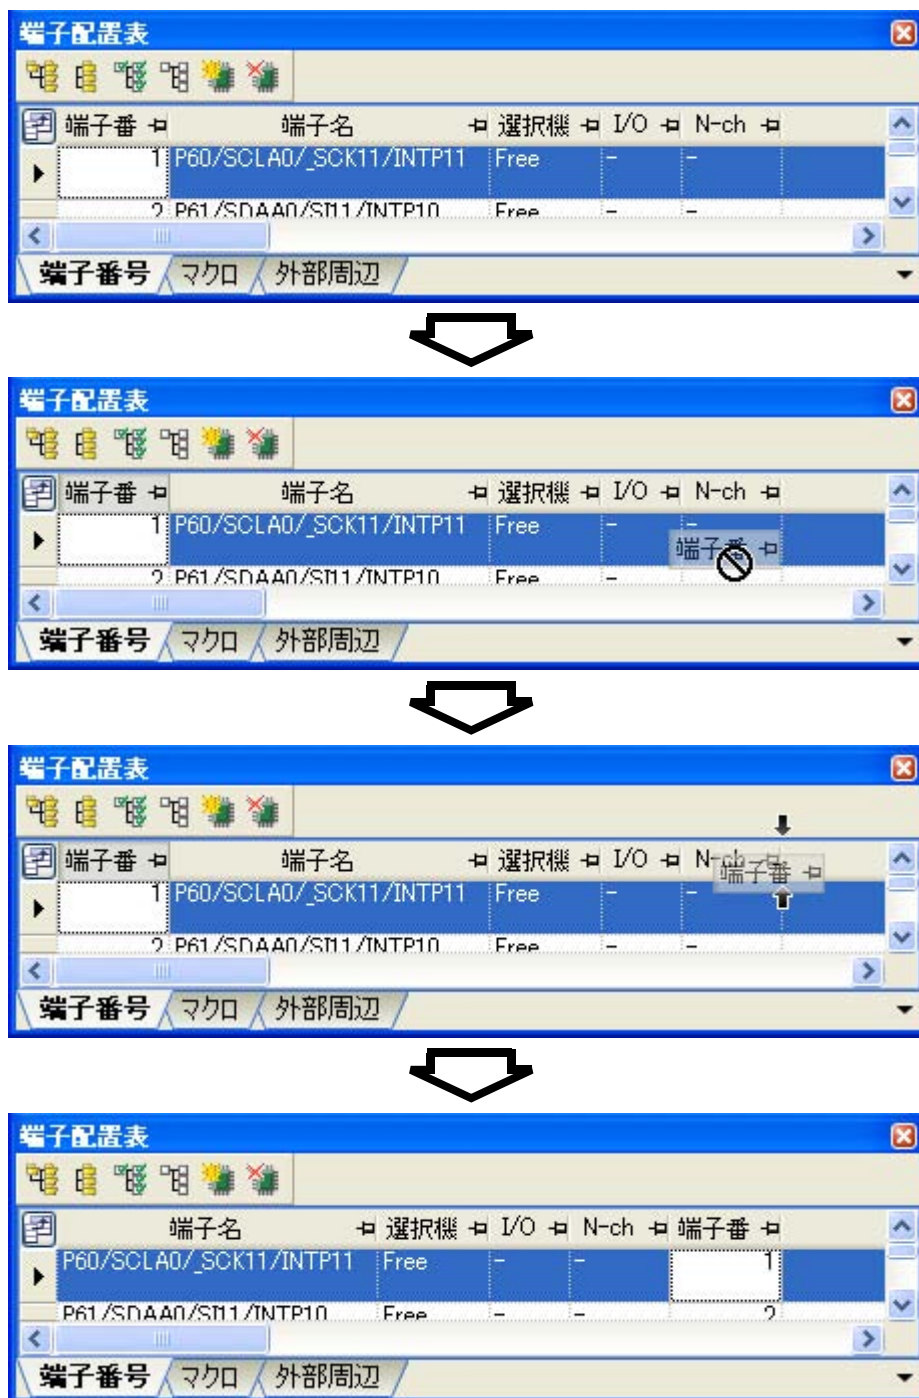 端子配置表
端子番 端子名 選択機 I/O N-ch
1 P60/SCLA0/_SCK11/INTP11 Free - -
2 P61/SDAA0/SI11/INTP10 Free - -
端子番号 マクロ 外部周辺
端子配置表
端子番 端子名 選択機 I/O N-ch
1 P60/SCLA0/_SCK11/INTP11 Free - -
端子番
2 P61/SDAA0/SI11/INTP10 Free - -
端子番号 マクロ 外部周辺
端子配置表
端子番 端子名 選択機 I/O N-ch
端子番
1 P60/SCLA0/_SCK11/INTP11 Free - -
2 P61/SDAA0/SI11/INTP10 Free - -
端子番号 マクロ 外部周辺
端子配置表
端子名 選択機 I/O N-ch 端子番
P60/SCLA0/_SCK11/INTP11 Free - - 1
P61/SDAA0/SI11/INTP10 Free - - 2
端子番号 マクロ 外部周辺